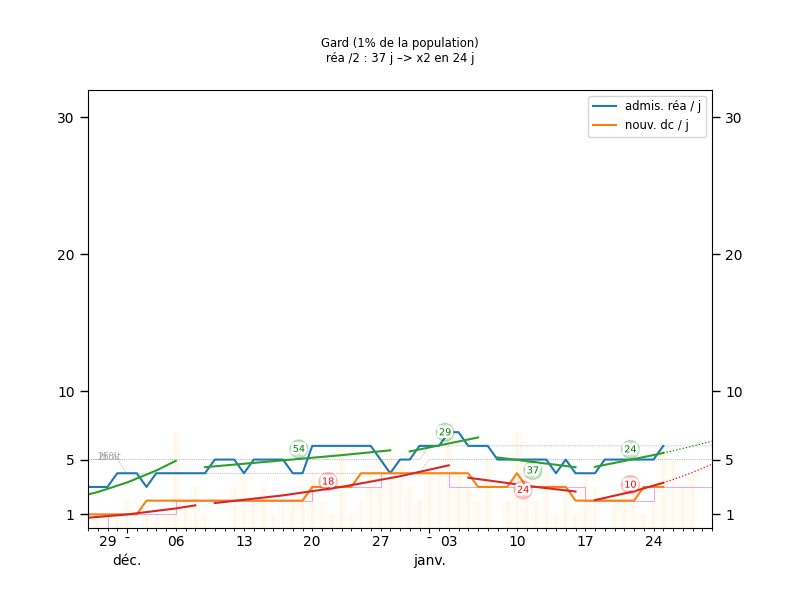 Gard (1% de la population)
réa /2 : 37 j –> x2 en 24 j
admis. réa / j
nouv. dc / j
30 30
20 20
10 10
5 5
1 1
54
29
37
24
18
24
10
29 - 06 13 20 27 - 03 10 17 24
déc. janv.